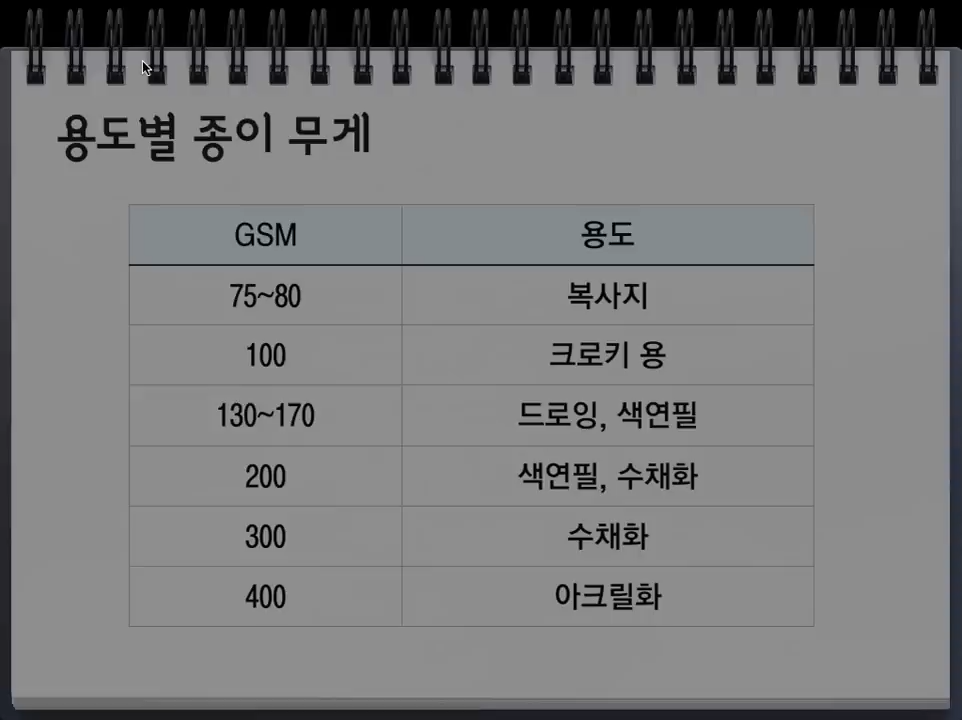 용도별 종이 무게
GSM 용도
75~80 복사지
100 크로키 용
130~170 드로잉, 색연필
200 색연필, 수채화
300 수채화
400 아크릴화